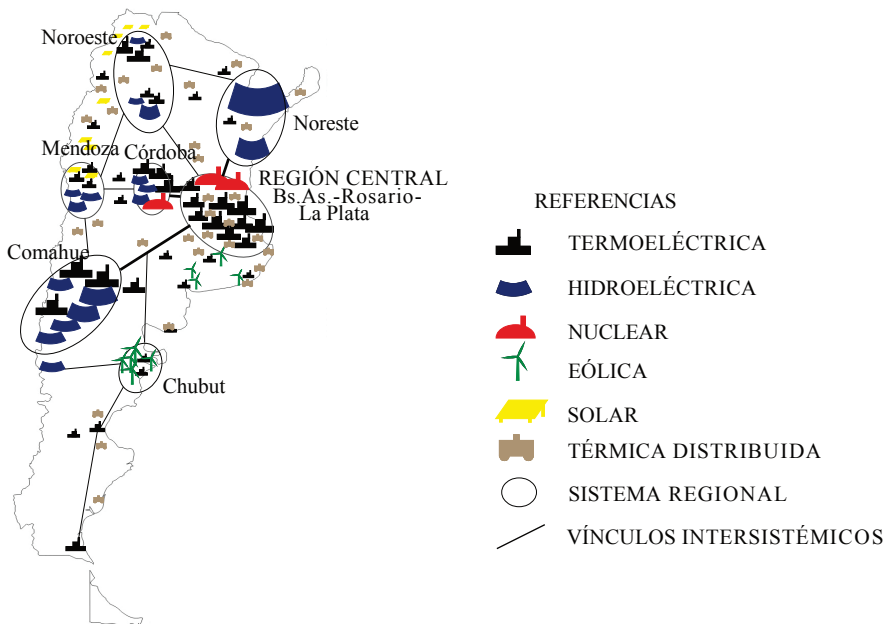 Noroeste
Noreste
Mendoza
Córdoba
REGIÓN CENTRAL
Bs.As.-Rosario-
La Plata
Comahue
Chubut
REFERENCIAS
TERMOELÉCTRICA
HIDROELÉCTRICA
NUCLEAR
EÓLICA
SOLAR
TÉRMICA DISTRIBUIDA
SISTEMA REGIONAL
VÍNCULOS INTERSISTÉMICOS